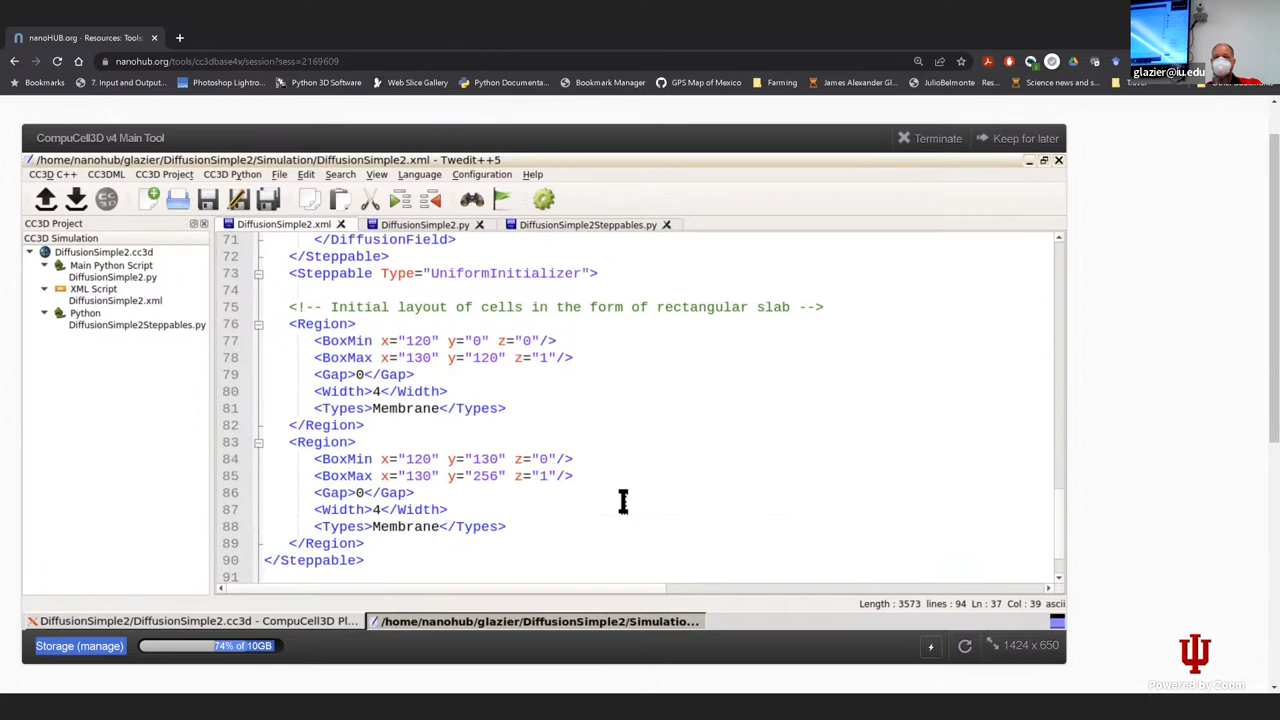 nanoHUB.org - Resources: Tools:
nanohub.org/tools/cc3dbase4x/session?sess=2169609
Bookmarks
7. Input and Output...
Photoshop Lightroo...
Python 3D Software
Web Slice Gallery
Python Documenta...
Bookmark Manager
GPS Map of Mexico
Farming
James Alexander Gl...
JulioBelmonte · Res...
Science news and s...
Travel
Other Bookmarks
glazier@iu.edu
CompuCell3D v4 Main Tool
Terminate
Keep for later
/home/nanohub/glazier/DiffusionSimple2/Simulation/DiffusionSimple2.xml - Twedit++5
CC3D C++ CC3DML CC3D Project CC3D Python File Edit Search View Language Configuration Help
CC3D Project
CC3D Simulation
DiffusionSimple2.cc3d
Main Python Script
DiffusionSimple2.py
XML Script
DiffusionSimple2.xml
Python
DiffusionSimple2Steppables.py
DiffusionSimple2.xml
DiffusionSimple2.py
DiffusionSimple2Steppables.py
71 </DiffusionField>
72 </Steppable>
73 <Steppable Type="UniformInitializer">
74
75 <!-- Initial layout of cells in the form of rectangular slab -->
76 <Region>
77 <BoxMin x="120" y="0" z="0"/>
78 <BoxMax x="130" y="120" z="1"/>
79 <Gap>0</Gap>
80 <Width>4</Width>
81 <Types>Membrane</Types>
82 </Region>
83 <Region>
84 <BoxMin x="120" y="130" z="0"/>
85 <BoxMax x="130" y="256" z="1"/>
86 <Gap>0</Gap>
87 <Width>4</Width>
88 <Types>Membrane</Types>
89 </Region>
90 </Steppable>
91
Length : 3573 lines : 94 Ln : 37 Col : 39 ascii
DiffusionSimple2/DiffusionSimple2.cc3d - CompuCell3D Pl...
/home/nanohub/glazier/DiffusionSimple2/Simulatio...
Storage (manage)
74% of 10GB
1424 x 650
Powered by Zoom